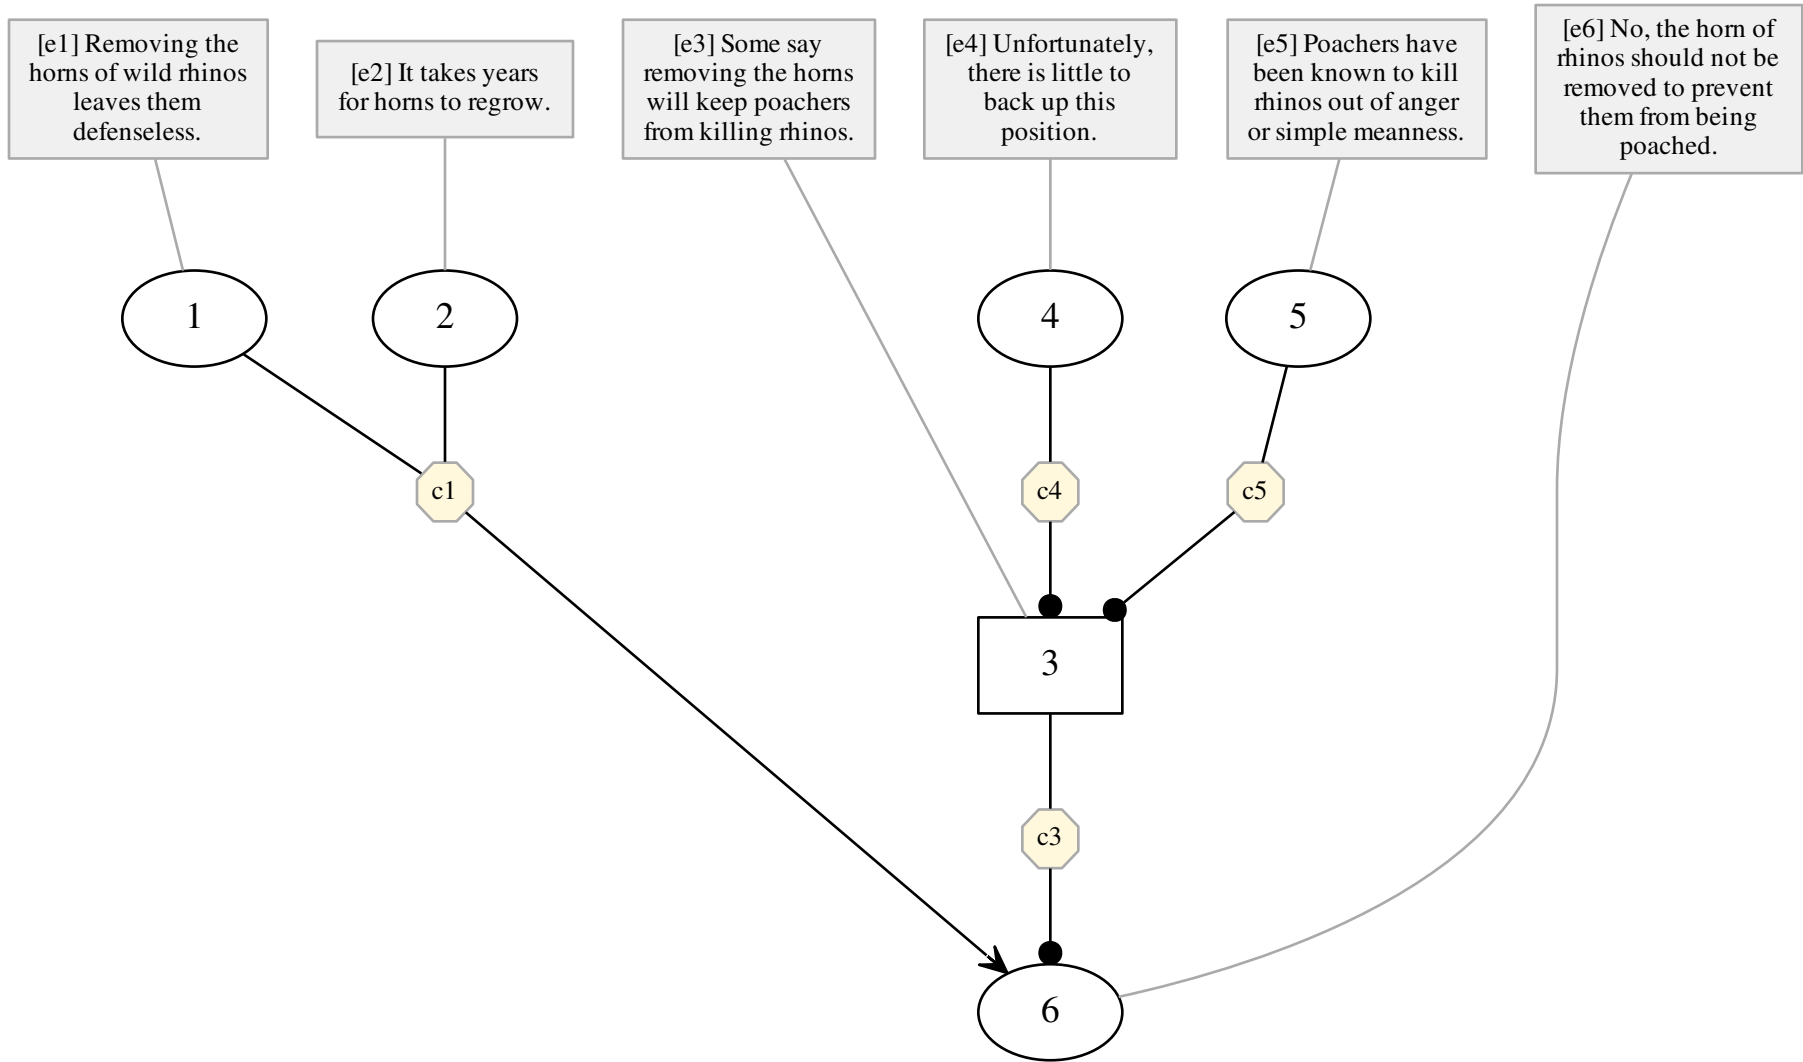 [e1] Removing the
horns of wild rhinos
leaves them
defenseless.
[e2] It takes years
for horns to regrow.
[e3] Some say
removing the horns
will keep poachers
from killing rhinos.
[e4] Unfortunately,
there is little to
back up this
position.
[e5] Poachers have
been known to kill
rhinos out of anger
or simple meanness.
[e6] No, the horn of
rhinos should not be
removed to prevent
them from being
poached.
1
2
4
5
c1
c4
c5
3
c3
6